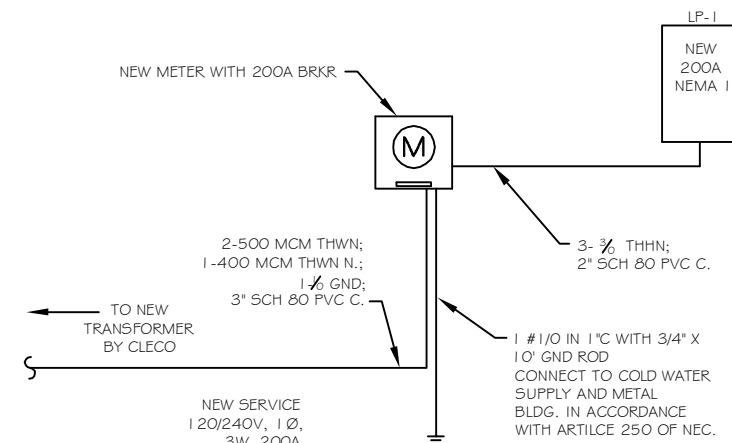 LP-1
NEW
200A
NEMA 1
NEW METER WITH 200A BRKR
M
2-500 MCM THWN;
1-400 MCM THWN N.;
1-1/0 GND;
3" SCH 80 PVC C.
3- 3/0 THHN;
2" SCH 80 PVC C.
TO NEW
TRANSFORMER
BY CLECO
1 #1/0 IN 1"C WITH 3/4" X
10' GND ROD
CONNECT TO COLD WATER
SUPPLY AND METAL
BLDG. IN ACCORDANCE
WITH ARTILCE 250 OF NEC.
NEW SERVICE
120/240V, 1Ø,
3W, 200A